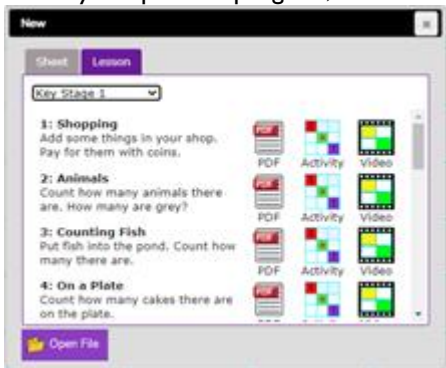 New
Sheet Lesson
Key Stage 1
1: Shopping
Add some things in your shop.
Pay for them with coins.
PDF Activity Video
2: Animals
Count how many animals there
are. How many are grey?
PDF Activity Video
3: Counting Fish
Put fish into the pond. Count how
many there are.
PDF Activity Video
4: On a Plate
Count how many cakes there are
on the plate.
Open File